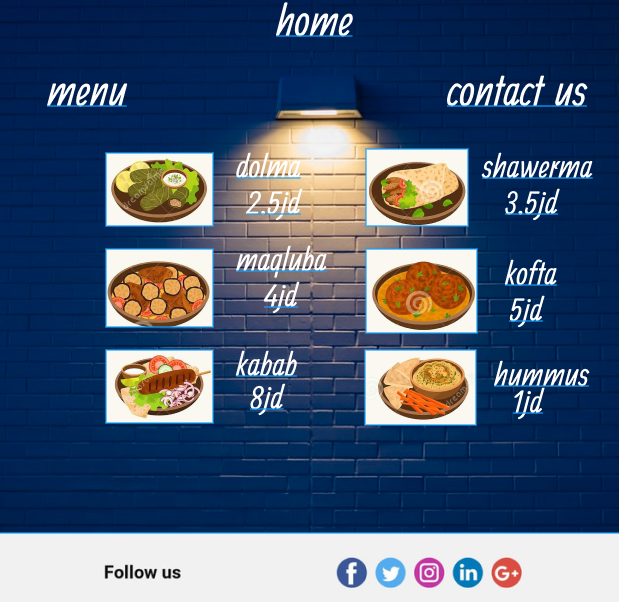 home
menu
contact us
dolma
2.5jd
shawerma
3.5jd
maqluba
4jd
kofta
5jd
kabab
8jd
hummus
1jd
Follow us
f
in
G+